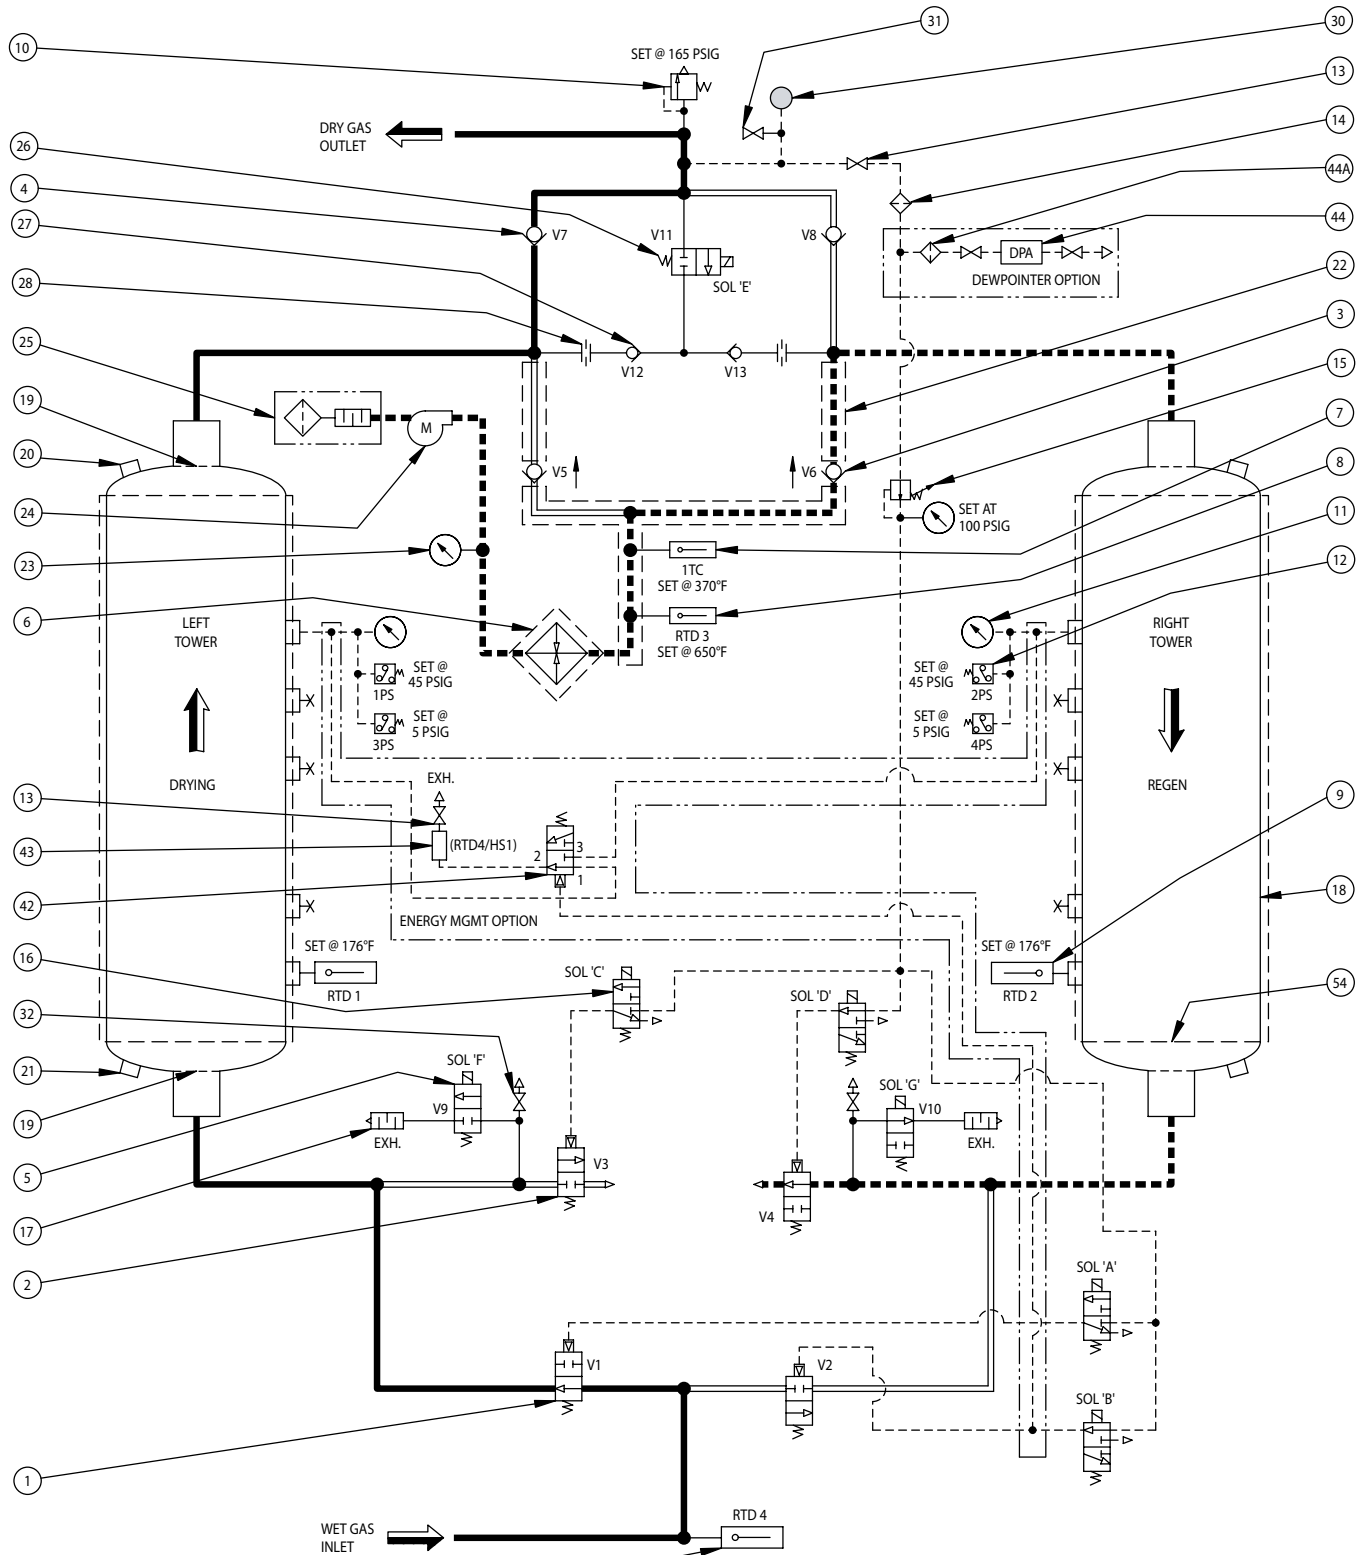 31
30
10
SET @ 165 PSIG
13
DRY GAS
OUTLET
14
26
44A
4
V7
V11
V8
44
27
DPA
SOL 'E'
DEWPOINTER OPTION
22
28
3
25
V12
V13
15
19
M
7
20
V5
V6
8
24
SET AT
100 PSIG
11
23
1TC
SET @ 370°F
12
6
LEFT
TOWER
RTD 3
SET @ 650°F
RIGHT
TOWER
SET @
45 PSIG
1PS
SET @
45 PSIG
2PS
SET @
5 PSIG
3PS
SET @
5 PSIG
4PS
DRYING
EXH.
REGEN
13
9
43
(RTD4/HS1)
2
3
1
42
18
ENERGY MGMT OPTION
16
SET @ 176°F
RTD 1
SOL 'C'
SET @ 176°F
RTD 2
54
32
SOL 'D'
21
SOL 'F'
19
SOL 'G'
V9
V10
5
EXH.
EXH.
V3
17
V4
2
SOL 'A'
V1
V2
SOL 'B'
1
RTD 4
WET GAS
INLET